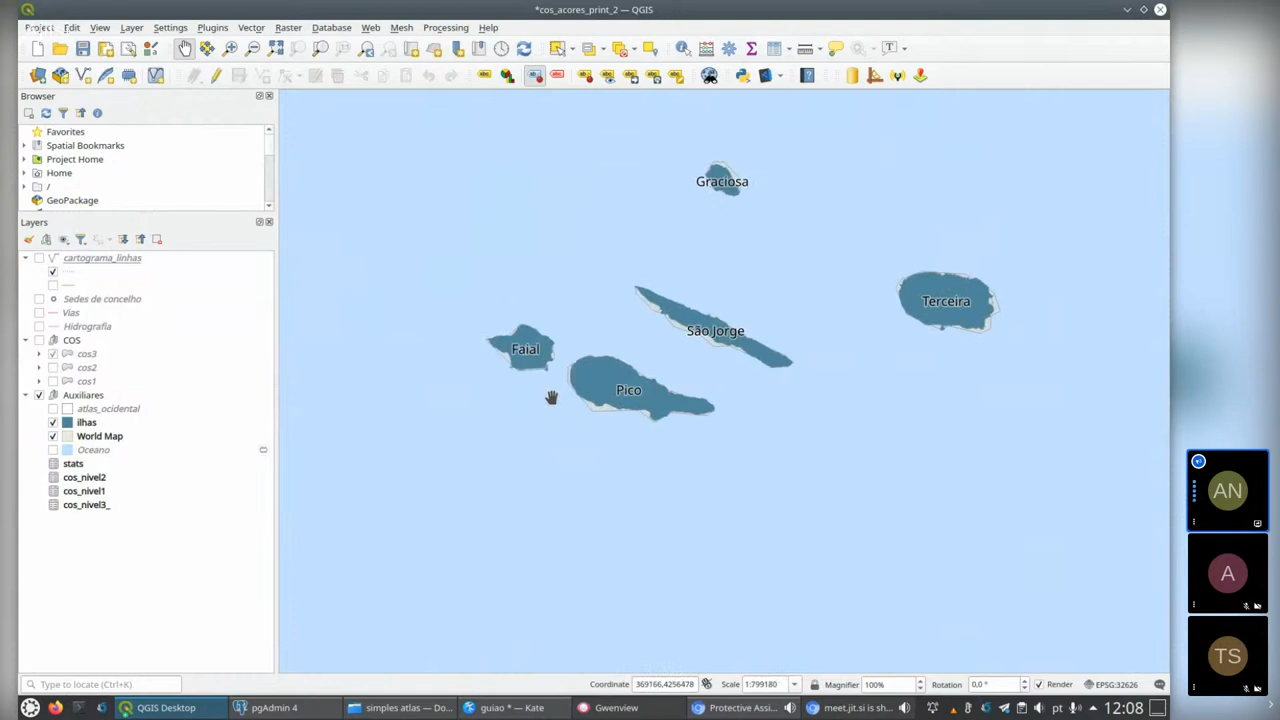 *cos_acores_print_2 — QGIS
Project Edit View Layer Settings Plugins Vector Raster Database Web Mesh Processing Help
Browser
Favorites
Spatial Bookmarks
Project Home
Home
/
GeoPackage
Layers
cartograma_linhas
Sedes de concelho
Vias
Hidrografia
COS
cos3
cos2
cos1
Auxiliares
atlas_ocidental
ilhas
World Map
Oceano
stats
cos_nivel2
cos_nivel1
cos_nivel3_
Graciosa
Terceira
São Jorge
Faial
Pico
AN
A
TS
Type to locate (Ctrl+K)
Coordinate 369166,4256478 Scale 1:799180 Magnifier 100% Rotation 0,0 ° Render EPSG:32626
QGIS Desktop pgAdmin 4 simples atlas — Do... guiao * — Kate Gwenview Protective Assi... meet.jit.si is sh... pt 12:08